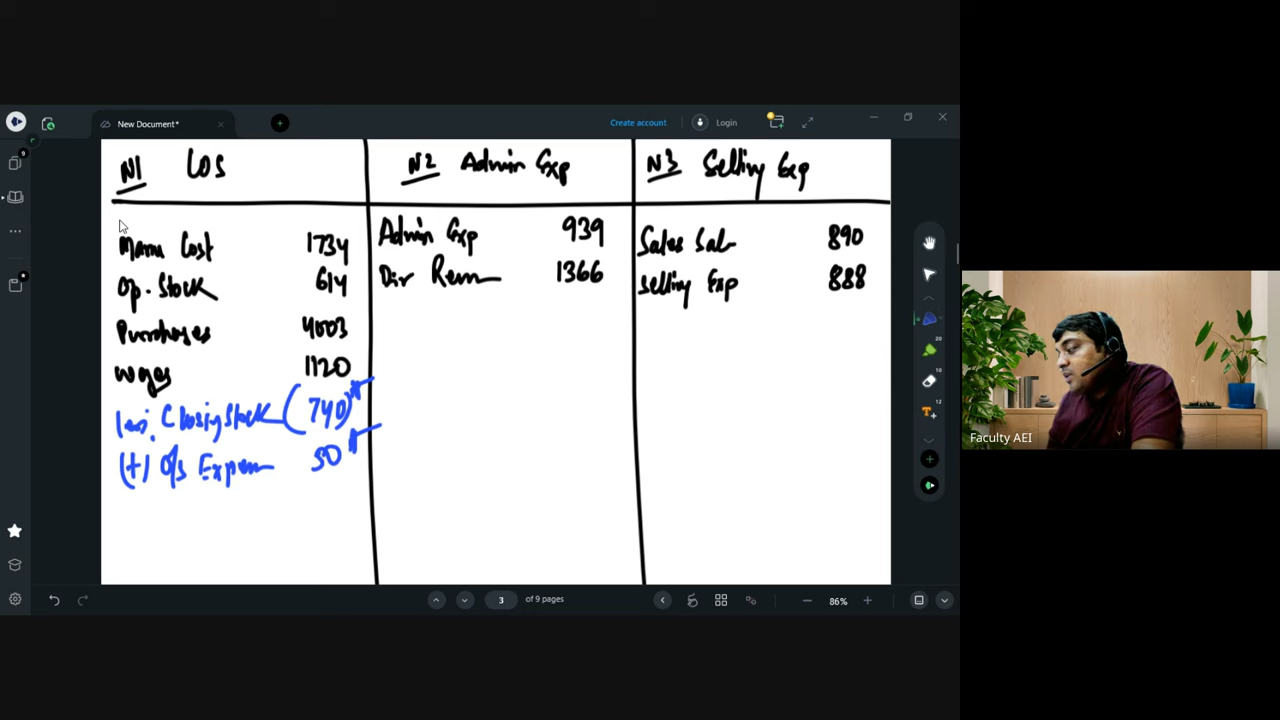 New Document*
Create account
Login
N1 COS
Manu Cost 1734
Op. Stock 614
Purchases 4003
Wages 1120
Less. Closing Stock (740)*
(+) O/s Expen 50*
N2 Admin Exp
Admin Exp 939
Dir Rem 1366
N3 Selling Exp
Sales Sal 890
Selling Exp 888
Faculty AEI
3 of 9 pages
86%